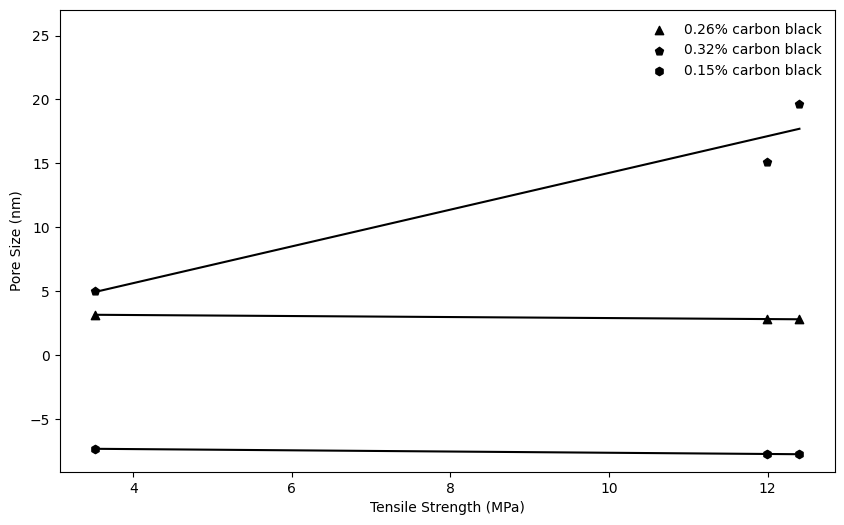 0.26% carbon black
0.32% carbon black
0.15% carbon black
25
20
15
10
5
0
−5
4
6
8
10
12
Pore Size (nm)
Tensile Strength (MPa)